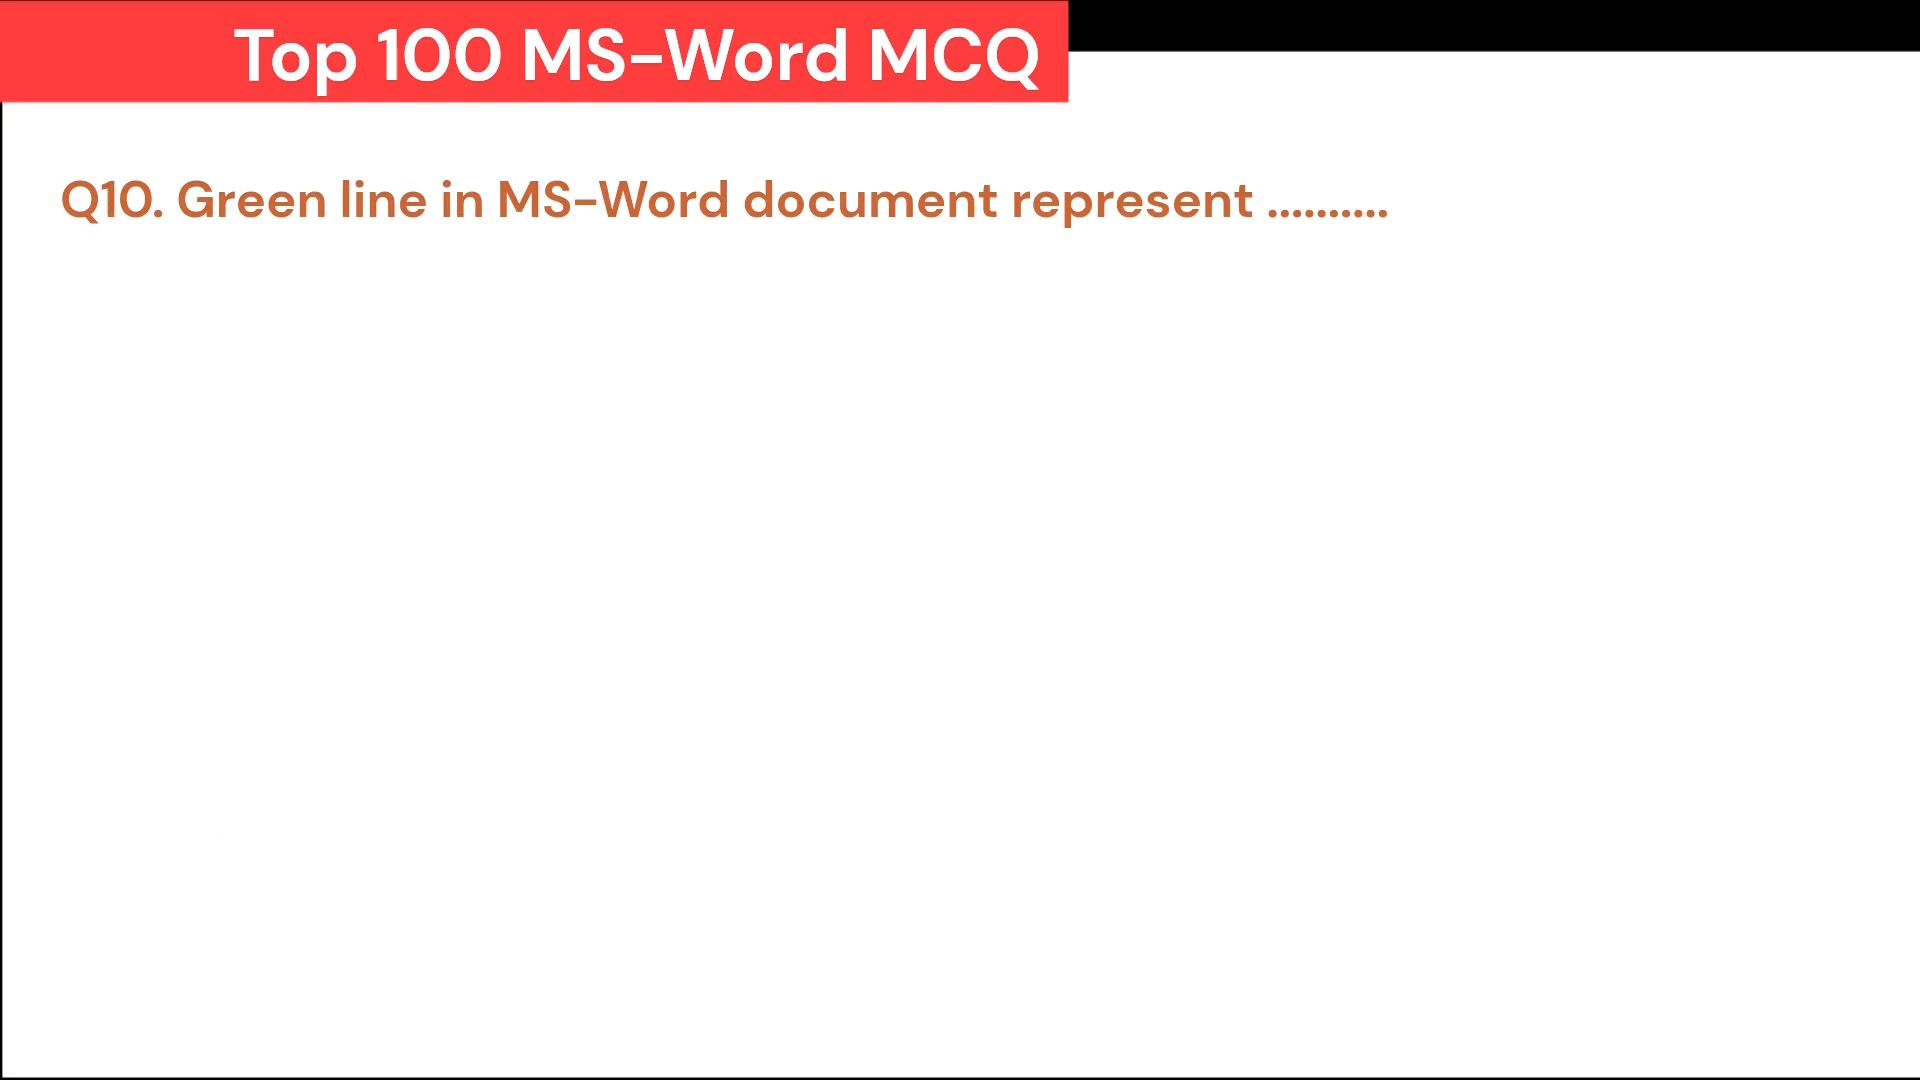 Top 100 MS-Word MCQ
Q10. Green line in MS-Word document represent ..........